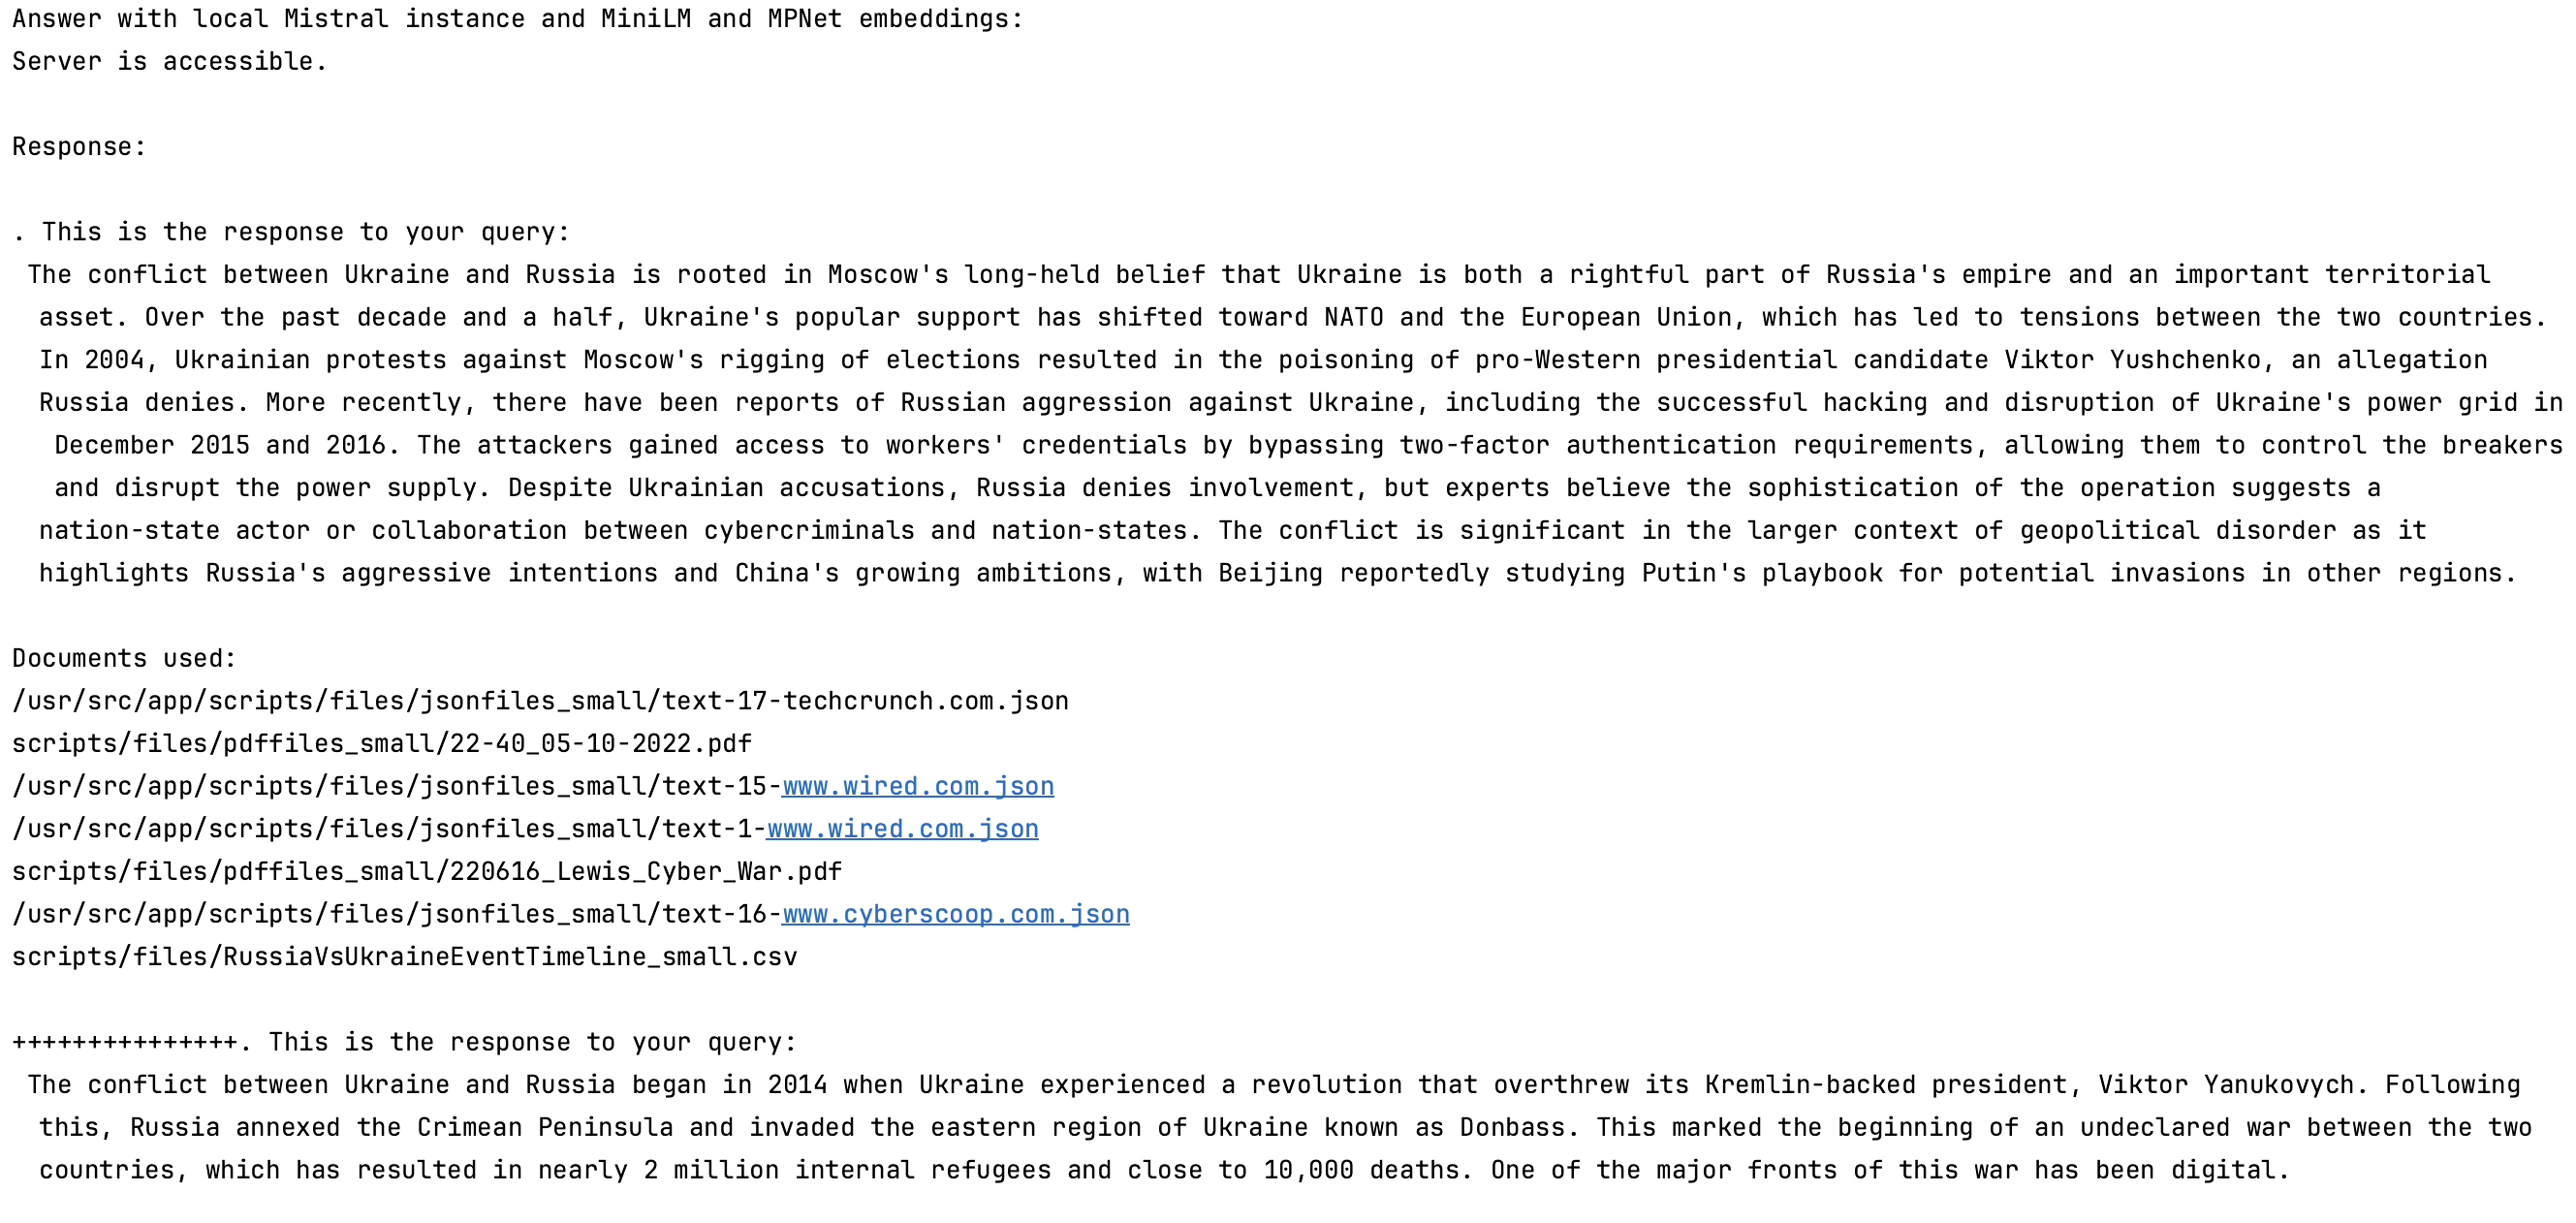 Answer with local Mistral instance and MiniLM and MPNet embeddings:
Server is accessible.
Response:
. This is the response to your query:
The conflict between Ukraine and Russia is rooted in Moscow's long-held belief that Ukraine is both a rightful part of Russia's empire and an important territorial
asset. Over the past decade and a half, Ukraine's popular support has shifted toward NATO and the European Union, which has led to tensions between the two countries.
In 2004, Ukrainian protests against Moscow's rigging of elections resulted in the poisoning of pro-Western presidential candidate Viktor Yushchenko, an allegation
Russia denies. More recently, there have been reports of Russian aggression against Ukraine, including the successful hacking and disruption of Ukraine's power grid in
December 2015 and 2016. The attackers gained access to workers' credentials by bypassing two-factor authentication requirements, allowing them to control the breakers
and disrupt the power supply. Despite Ukrainian accusations, Russia denies involvement, but experts believe the sophistication of the operation suggests a
nation-state actor or collaboration between cybercriminals and nation-states. The conflict is significant in the larger context of geopolitical disorder as it
highlights Russia's aggressive intentions and China's growing ambitions, with Beijing reportedly studying Putin's playbook for potential invasions in other regions.
Documents used:
/usr/src/app/scripts/files/jsonfiles_small/text-17-techcrunch.com.json
scripts/files/pdffiles_small/22-40_05-10-2022.pdf
/usr/src/app/scripts/files/jsonfiles_small/text-15-www.wired.com.json
/usr/src/app/scripts/files/jsonfiles_small/text-1-www.wired.com.json
scripts/files/pdffiles_small/220616_Lewis_Cyber_War.pdf
/usr/src/app/scripts/files/jsonfiles_small/text-16-www.cyberscoop.com.json
scripts/files/RussiaVsUkraineEventTimeline_small.csv
+++++++++++++++. This is the response to your query:
The conflict between Ukraine and Russia began in 2014 when Ukraine experienced a revolution that overthrew its Kremlin-backed president, Viktor Yanukovych. Following
this, Russia annexed the Crimean Peninsula and invaded the eastern region of Ukraine known as Donbass. This marked the beginning of an undeclared war between the two
countries, which has resulted in nearly 2 million internal refugees and close to 10,000 deaths. One of the major fronts of this war has been digital.